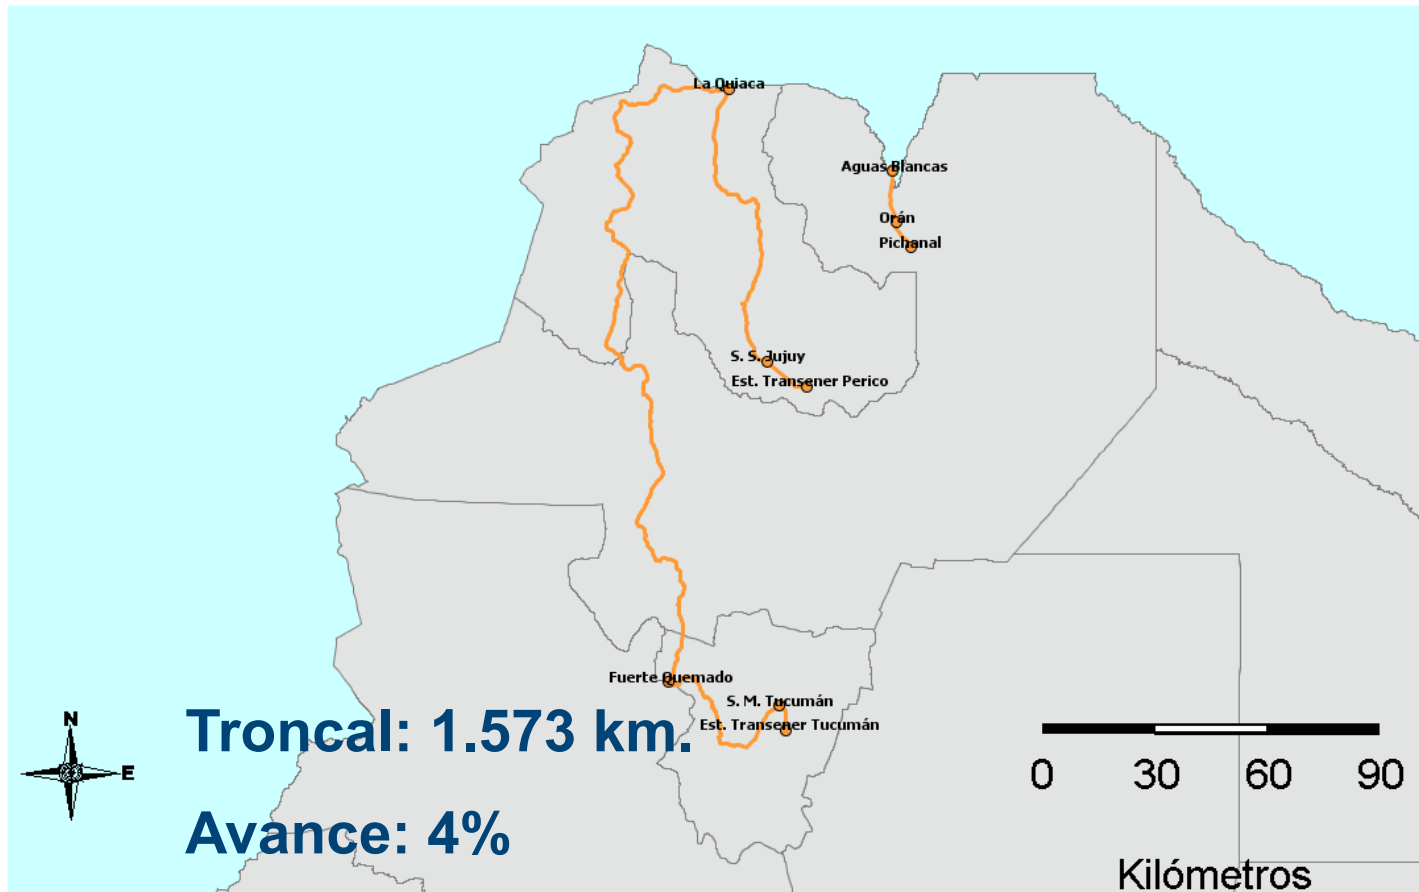 La Quiaca
Aguas Blancas
Orán
Pichanal
S. S. Jujuy
Est. Transener Perico
Fuerte Quemado
S. M. Tucumán
Est. Transener Tucumán
N
E
Troncal: 1.573 km.
Avance: 4%
0 30 60 90
Kilómetros